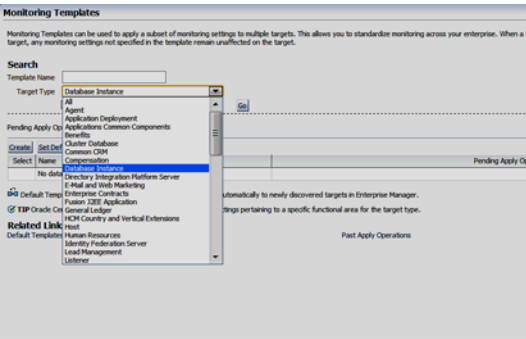 Monitoring Templates
Monitoring Templates can be used to apply a subset of monitoring settings to multiple targets. This allows you to standardize monitoring across your enterprise. When a
target, any monitoring settings not specified in the template remain unaffected on the target.
Search
Template Name
Target Type Database Instance
All
Go
Agent
Application Deployment
Pending Apply Op
Applications Common Components
Benefits
Cluster Database
Create Set Def
Common CRM
Select Name
Compensation
Pending Apply Op
Database Instance
No data
Directory Integration Platform Server
E-Mail and Web Marketing
Default Temp
Enterprise Contracts
utomatically to newly discovered targets in Enterprise Manager.
Fusion J2EE Application
TIP Oracle Ce
General Ledger
tings pertaining to a specific functional area for the target type.
HCM Country and Vertical Extensions
Related Link
Host
Default Templates
Human Resources
Past Apply Operations
Identity Federation Server
Lead Management
Listener